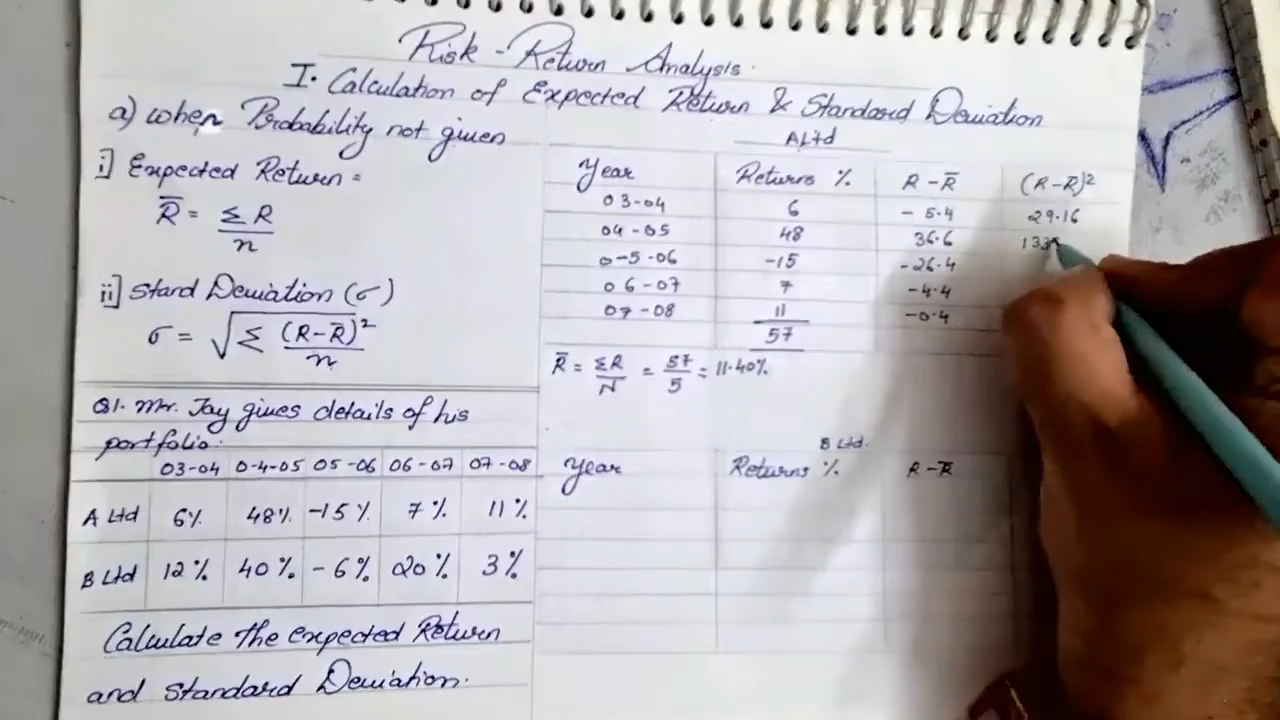 Risk-Return Analysis.
I. Calculation of Expected Return & Standard Deviation
a) when Probability not given
i] Expected Return =
R̅ = ΣR / n
ii] Stard Deviation (σ)
σ = √Σ (R-R̅)² / n
Q1. Mr. Jay gives details of his
portfolio:
03-04 0-4-05 05-06 06-07 07-08
A Ltd 6% 48% -15% 7% 11%
B Ltd 12% 40% -6% 20% 3%
Calculate the expected Return
and Standard Deviation.
A Ltd
Year Returns % R-R̅ (R-R̅)²
03-04 6 -5.4 29.16
04-05 48 36.6
0-5-06 -15 -26.4
06-07 7 -4.4
07-08 11 -0.4
57
R̅ = ΣR / N = 57 / 5 = 11.40%
B Ltd.
Year Returns % R-R̅